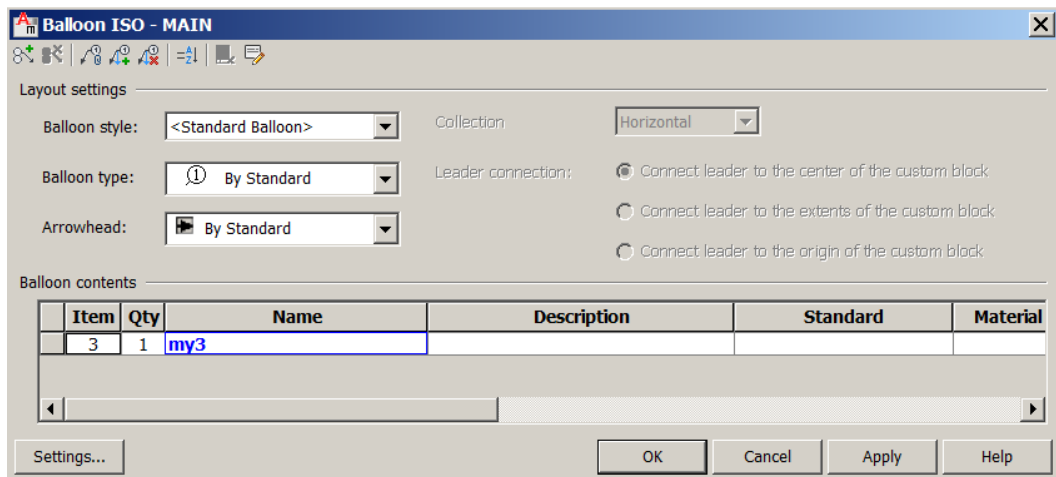 Balloon ISO - MAIN
Layout settings
Balloon style: <Standard Balloon> Collection Horizontal
Balloon type: 1 By Standard Leader connection: Connect leader to the center of the custom block
Connect leader to the extents of the custom block
Arrowhead: By Standard
Connect leader to the origin of the custom block
Balloon contents
Item Qty Name Description Standard Material
3 1 my3
Settings... OK Cancel Apply Help